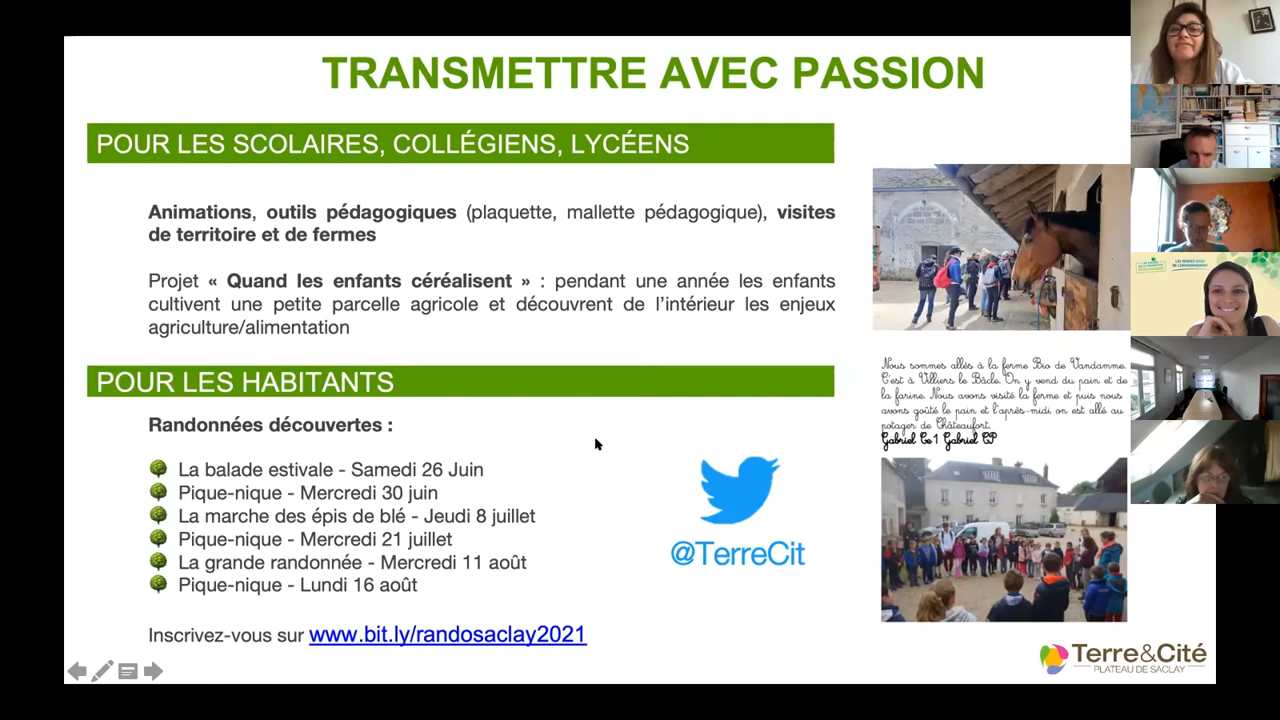 TRANSMETTRE AVEC PASSION
POUR LES SCOLAIRES, COLLÉGIENS, LYCÉENS
Animations, outils pédagogiques (plaquette, mallette pédagogique), visites
de territoire et de fermes
Projet « Quand les enfants céréalisent » : pendant une année les enfants
cultivent une petite parcelle agricole et découvrent de l’intérieur les enjeux
agriculture/alimentation
POUR LES HABITANTS
Randonnées découvertes :
La balade estivale - Samedi 26 Juin
Pique-nique - Mercredi 30 juin
La marche des épis de blé - Jeudi 8 juillet
Pique-nique - Mercredi 21 juillet
La grande randonnée - Mercredi 11 août
Pique-nique - Lundi 16 août
Inscrivez-vous sur www.bit.ly/randosaclay2021
@TerreCit
Nous sommes allés à la ferme Bio de Vandamme.
C'est à Villiers le Bâcle. On y vend du pain et de
la farine. Nous avons visité la ferme et puis nous
avons goûté le pain et l'après-midi on est allé au
potager de Châteaufort.
Gabriel Ce1 Gabriel CP
Terre&Cité
PLATEAU DE SACLAY